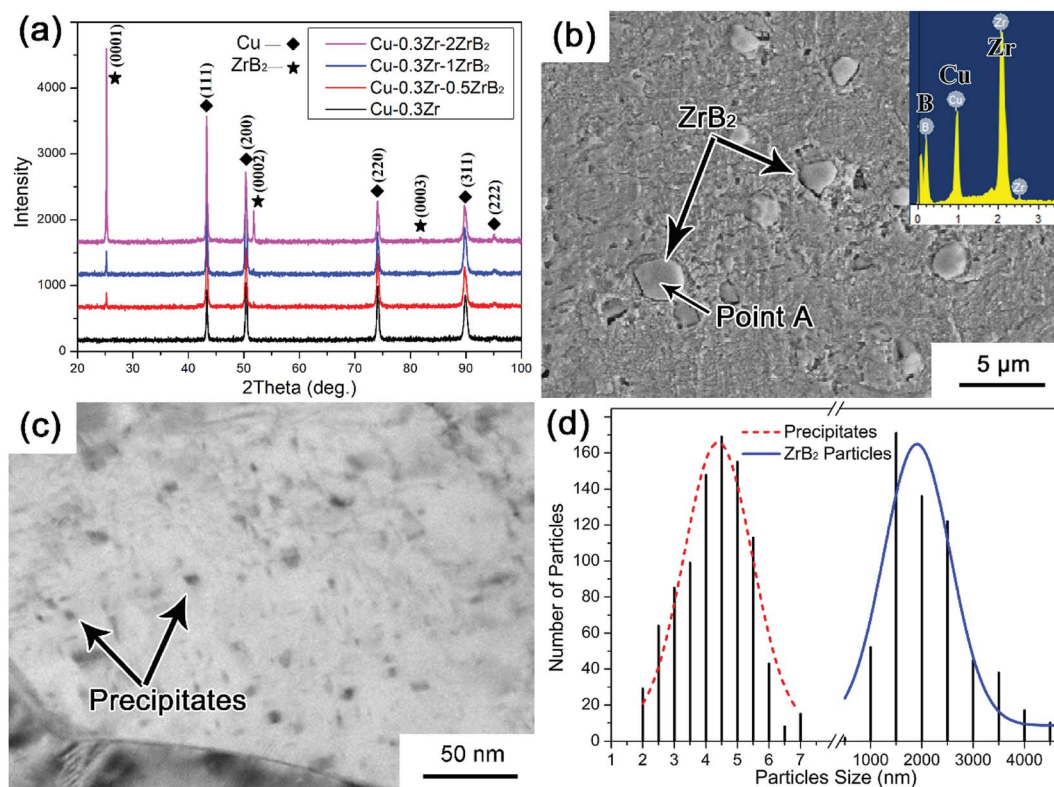 (a)
Cu — ◆
ZrB₂ — ★
Cu-0.3Zr-2ZrB₂
Cu-0.3Zr-1ZrB₂
Cu-0.3Zr-0.5ZrB₂
Cu-0.3Zr
★ (0001)
◆ (111)
◆ (200)
★ (0002)
◆ (220)
★ (0003)
◆ (311)
◆ (222)
Intensity
4000
3000
2000
1000
0
20 30 40 50 60 70 80 90 100
2Theta (deg.)
(b)
ZrB₂
Point A
5 µm
B
B
Cu
Cu
Zr
Zr
Zr
0 1 2 3
(c)
Precipitates
50 nm
(d)
Precipitates
ZrB₂ Particles
Number of Particles
160
140
120
100
80
60
40
20
0
1 2 3 4 5 6 7 1000 2000 3000 4000
Particles Size (nm)